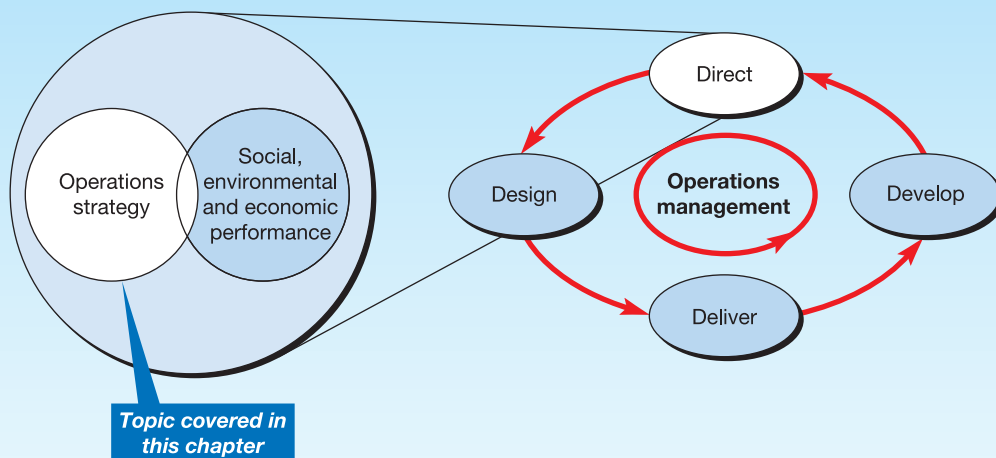 Operations
strategy
Social,
environmental
and economic
performance
Topic covered in
this chapter
Direct
Design
Operations
management
Develop
Deliver